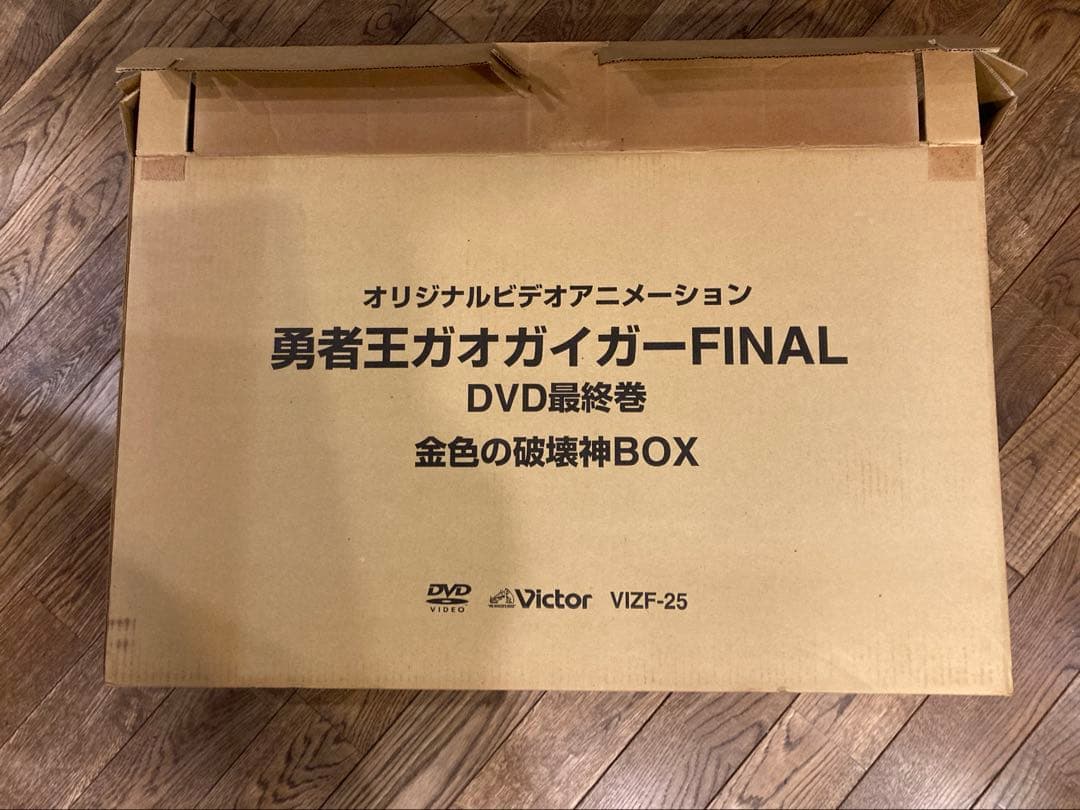 オリジナルビデオアニメーション
勇者王ガオガイガーFINAL
DVD最終巻
金色の破壊神BOX
DVD VIDEO Victor VIZF-25